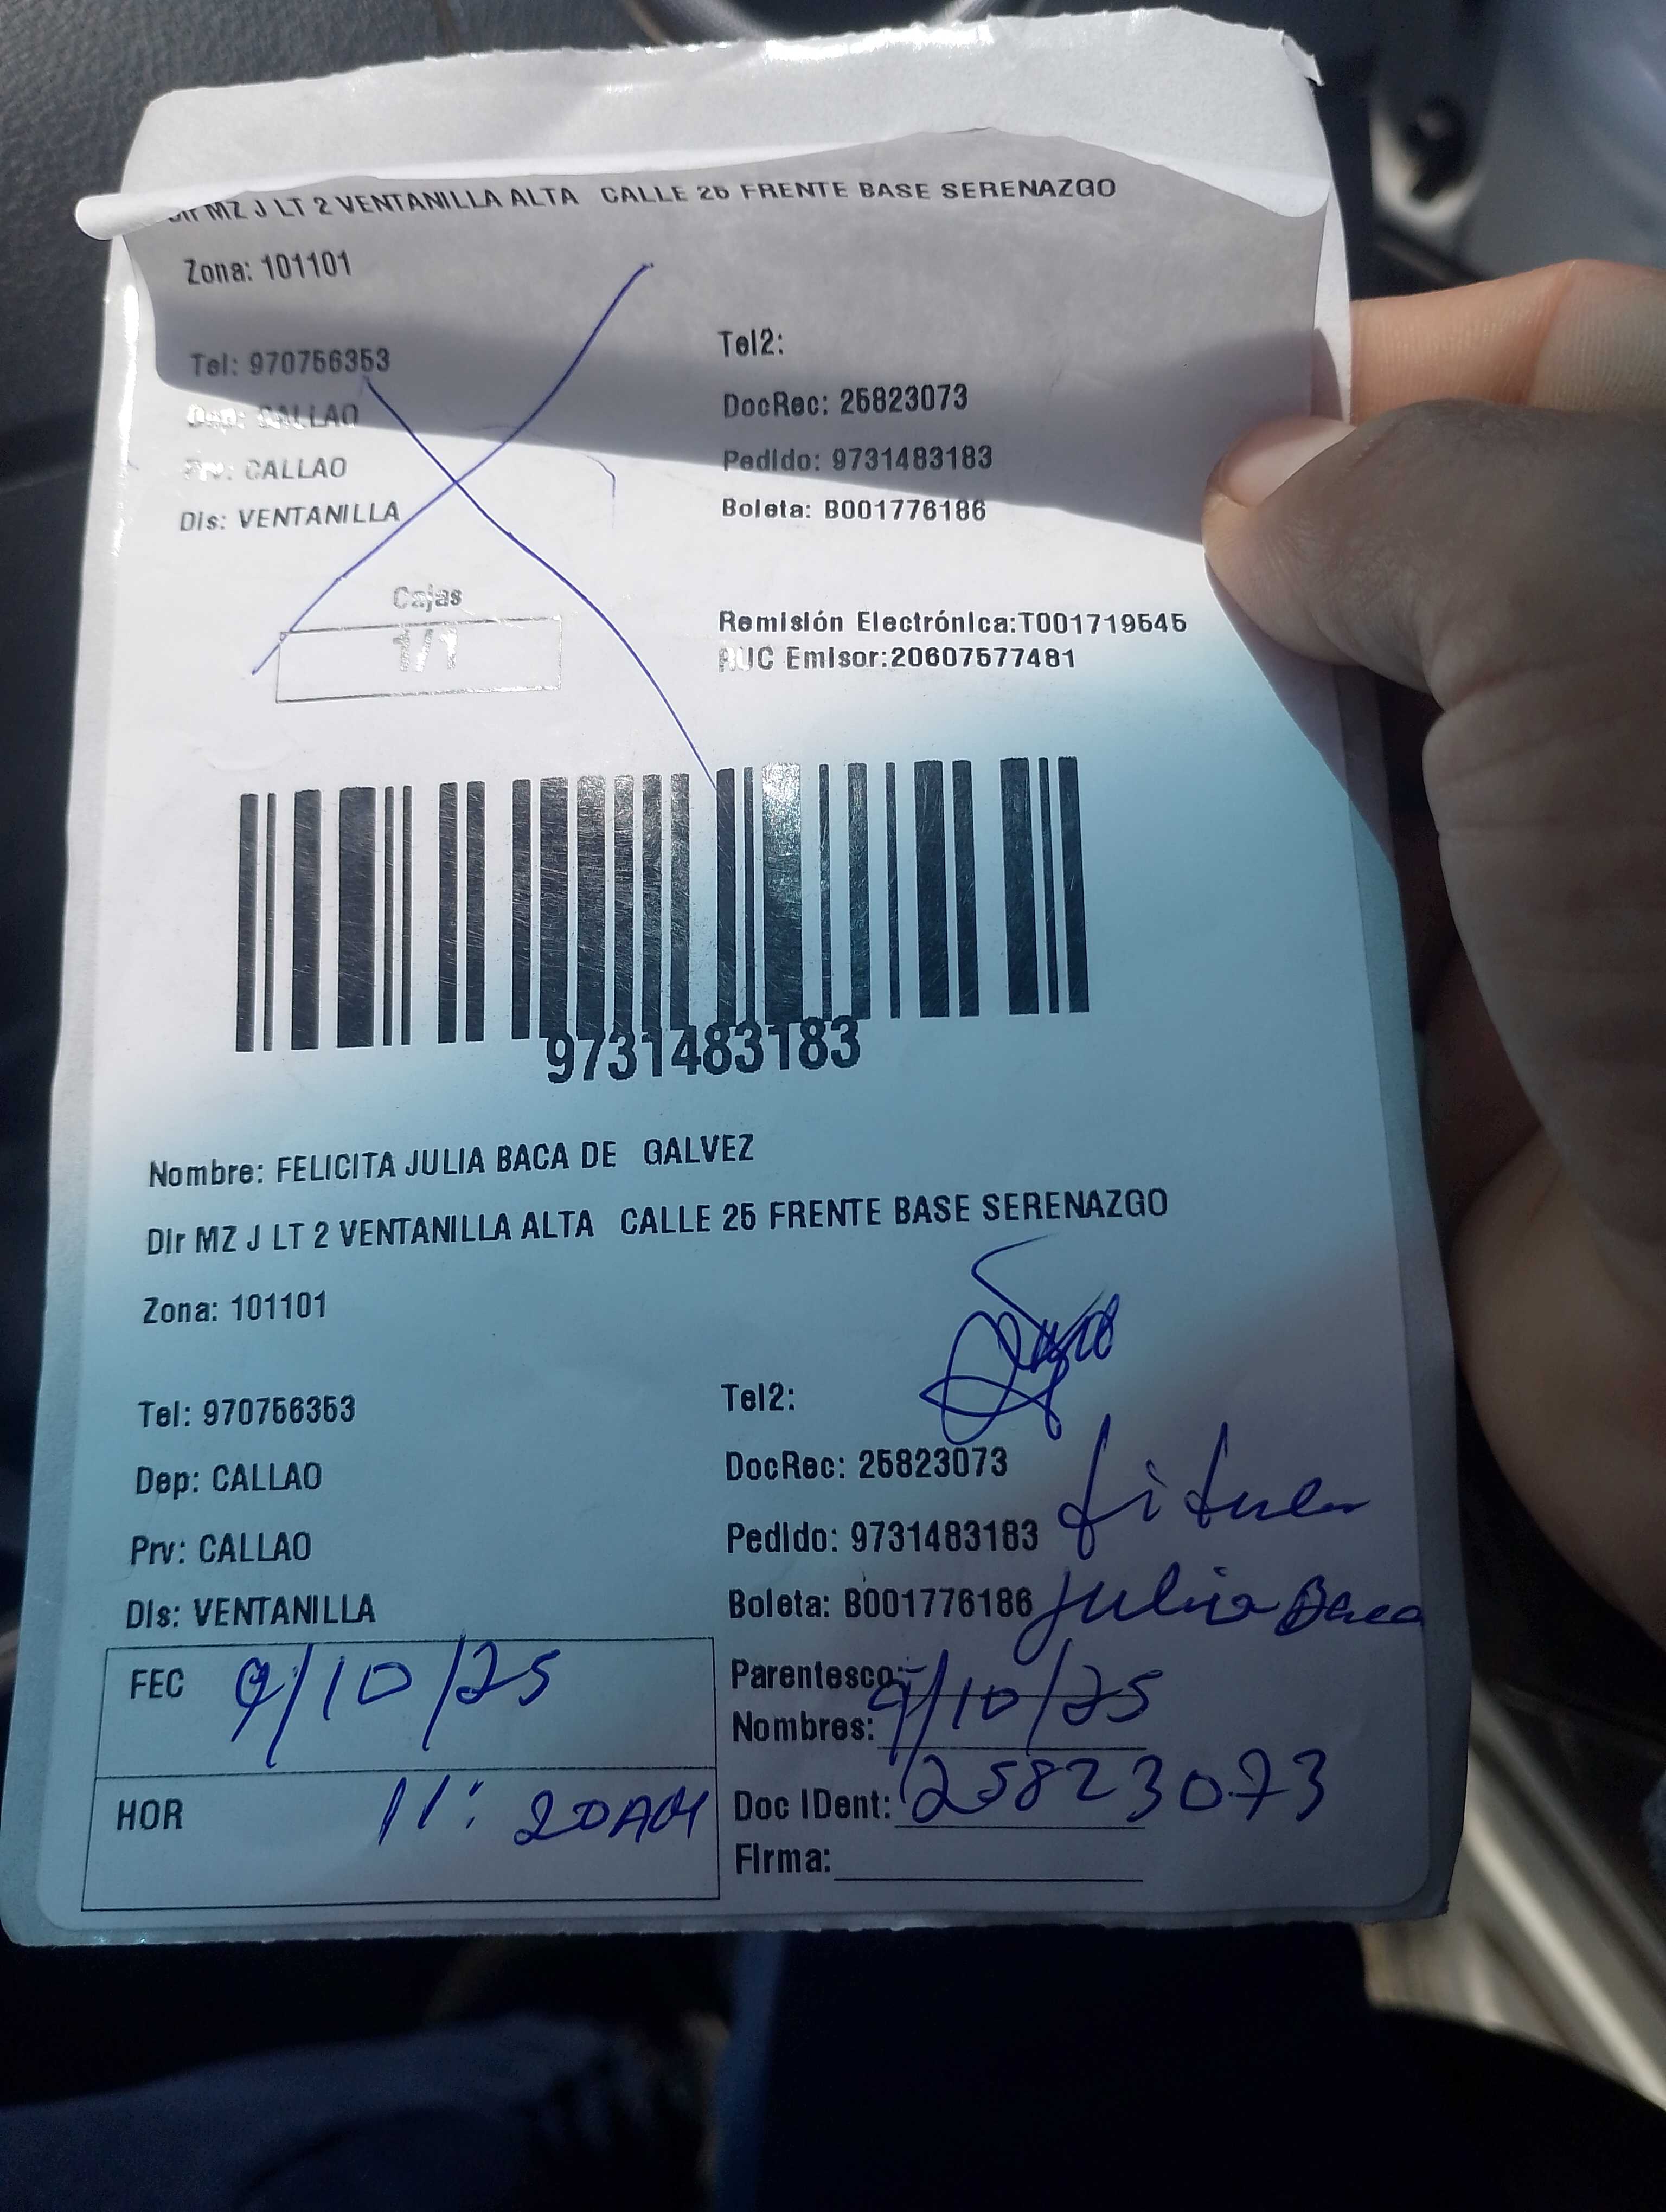 Dir MZ J LT 2 VENTANILLA ALTA CALLE 25 FRENTE BASE SERENAZGO
Zona: 101101
Tel: 970756353
Tel2:
Dep: CALLAO
DocRec: 25823073
Prv: CALLAO
Pedido: 9731483183
Dis: VENTANILLA
Boleta: B001776186
Cajas
1/1
Remisión Electrónica:T001719545
RUC Emisor:20607577481
9731483183
Nombre: FELICITA JULIA BACA DE GALVEZ
Dir MZ J LT 2 VENTANILLA ALTA CALLE 25 FRENTE BASE SERENAZGO
Zona: 101101
Tel: 970756353
Tel2:
Dep: CALLAO
DocRec: 25823073
titular
Prv: CALLAO
Pedido: 9731483183
Dis: VENTANILLA
Boleta: B001776186 Julia Baca
FEC 9/10/25
Parentesco:
Nombres: 9/10/25
HOR 11:20AM
Doc IDent: 25823073
Firma: